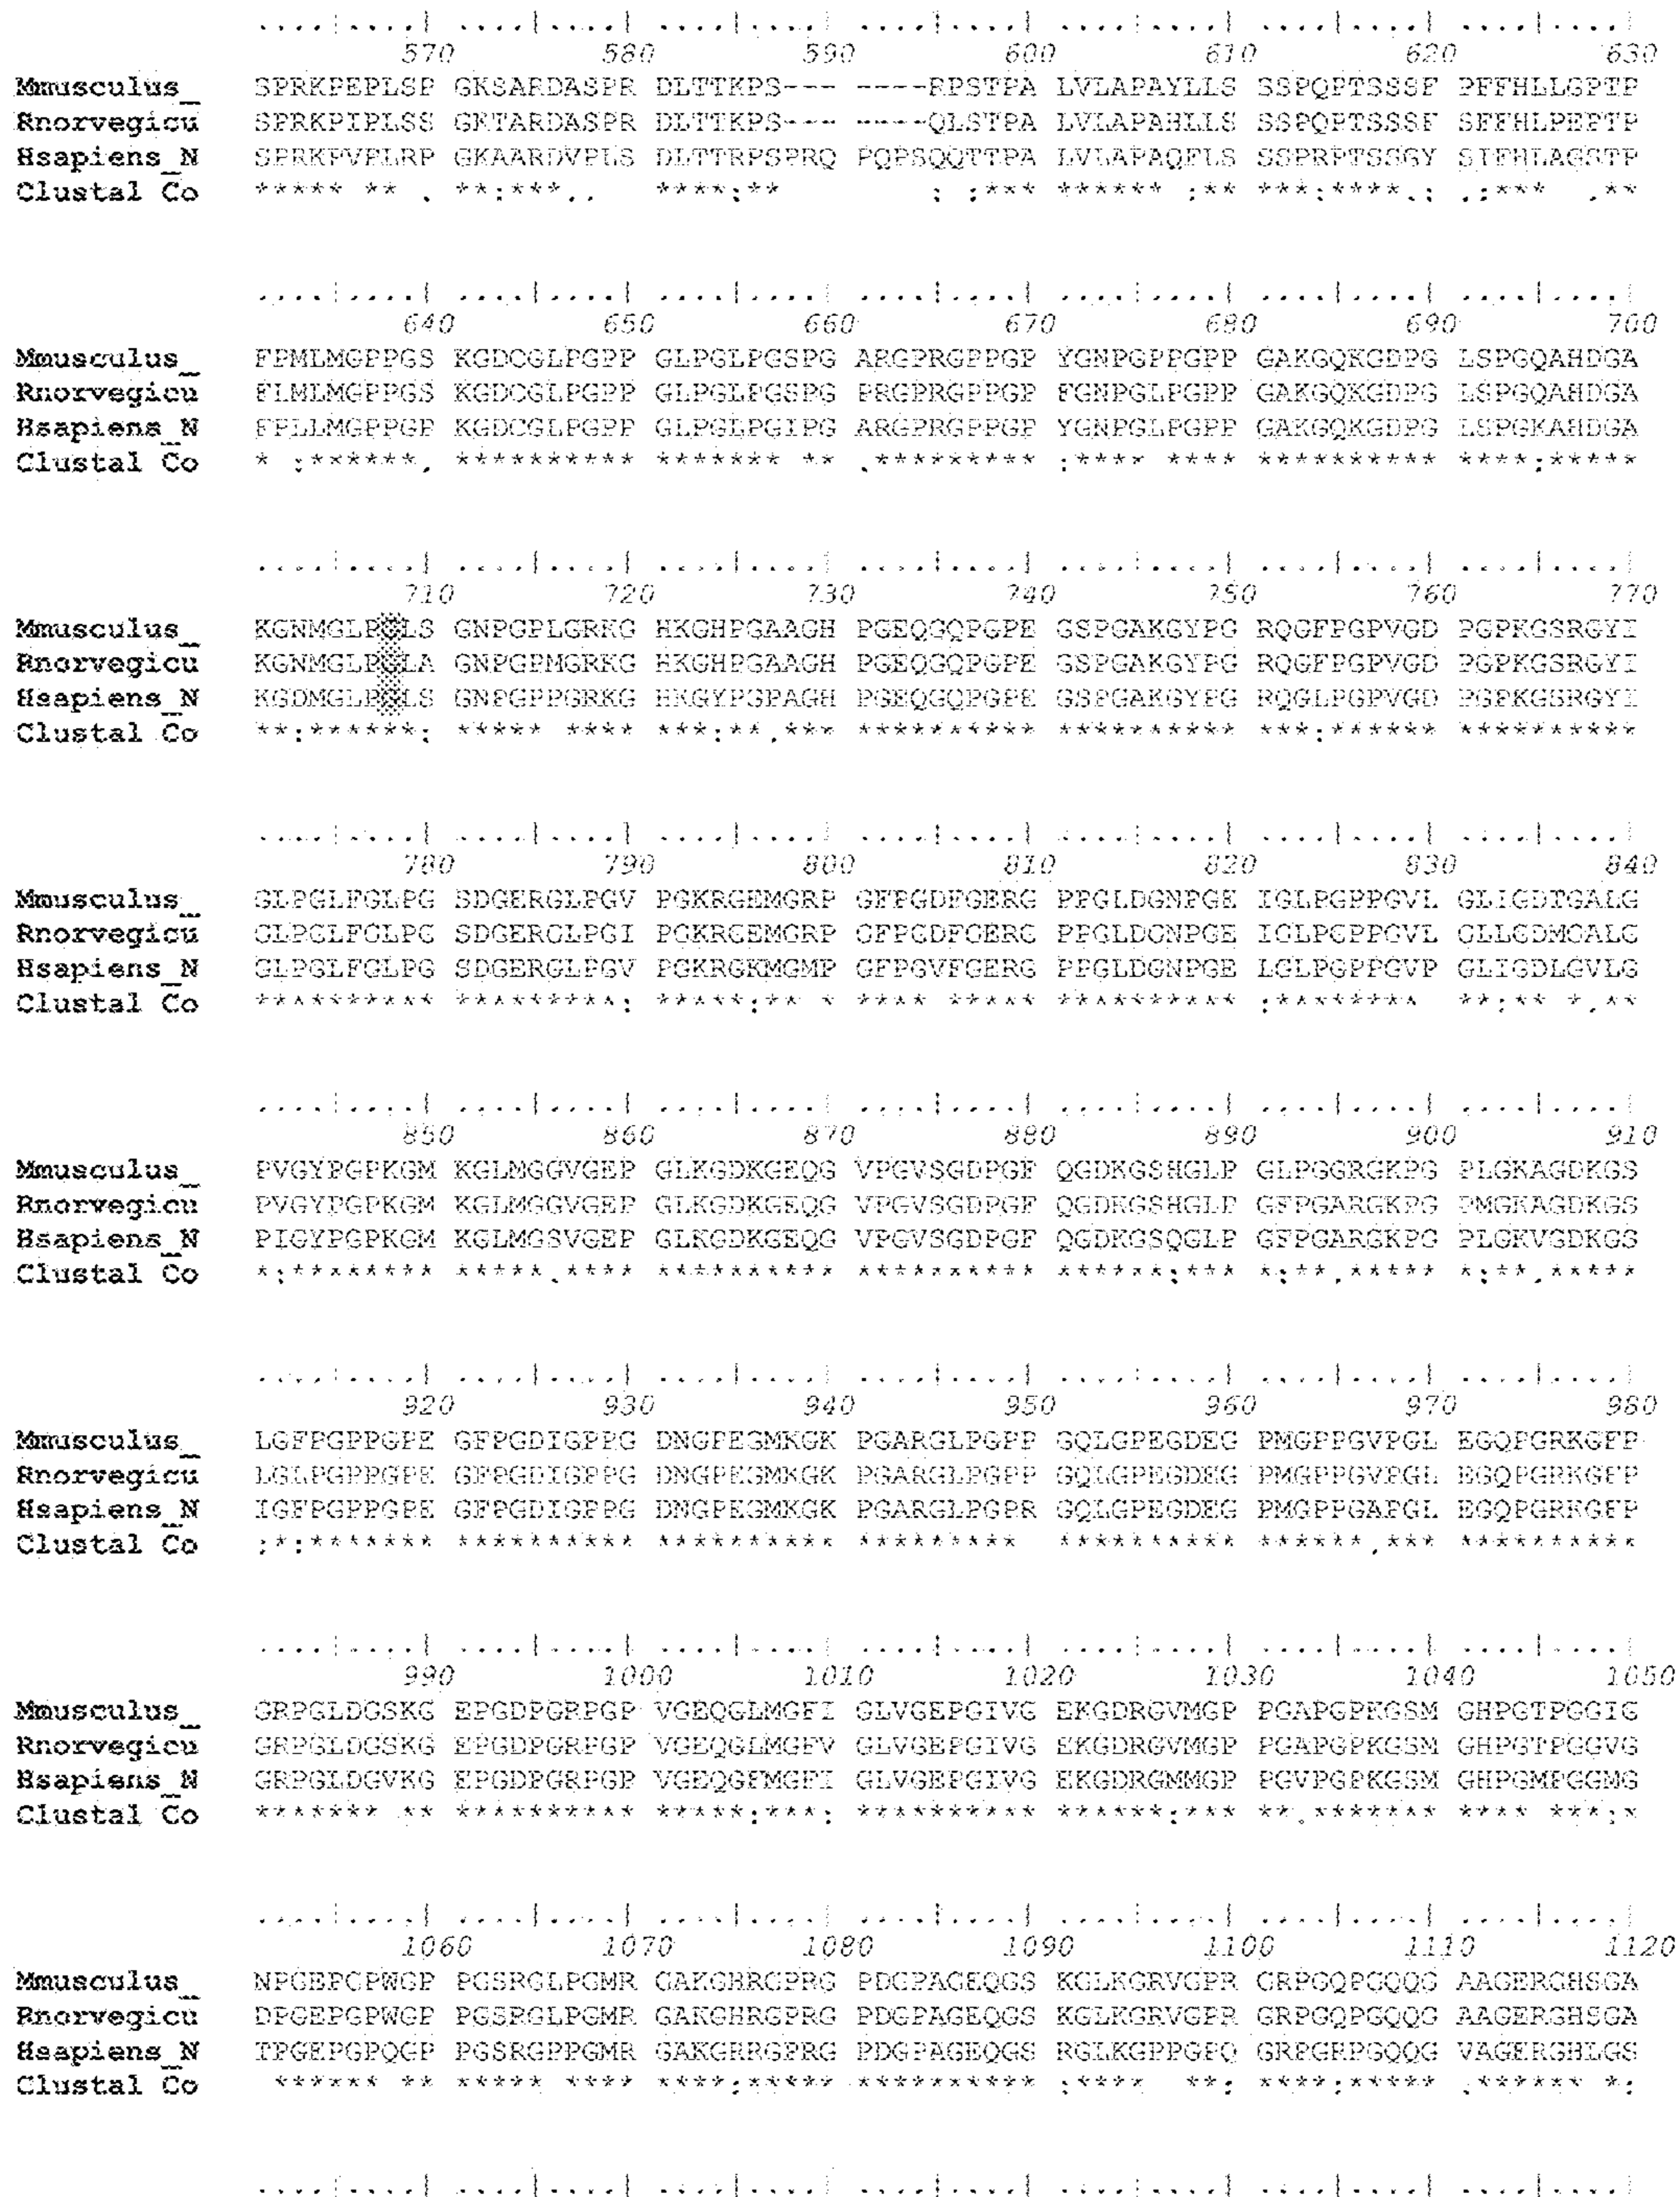 ....|....| ....|....| ....|....| ....|....| ....|....| ....|....| ....|....|
570 580 590 600 610 620 630
Mmusculus_ SPRKPEPLSP GKSARDASPR DLTTKPS--- ----RPSTPA LVLAPAYLLS SSPQPTSSSF PFFHLLGPTP
Rnorvegicu SPRKPIPLSS GKTARDASPR DLTTKPS--- ----QLSTPA LVLAPAHLLS SSPQPTSSSF SFFHLPEPTP
Hsapiens_N SPRKPVPLRP GKAARDVPLS DLTTRPSPRQ PQPSQQTTPA LVLAPAQFLS SSPRPTSSGY SIFHLAGSTP
Clustal Co ***** ** . **:***.. ****:** : :*** ****** :** ***:****.: .:*** .**
....|....| ....|....| ....|....| ....|....| ....|....| ....|....| ....|....|
640 650 660 670 680 690 700
Mmusculus_ FPMLMGPPGS KGDCGLPGPP GLPGLPGSPG ARGPRGPPGP YGNPGPPGPP GAKGQKGDPG LSPGQAHDGA
Rnorvegicu FLMLMGPPGS KGDCGLPGPP GLPGLPGSPG PRGPRGPPGP FGNPGLPGPP GAKGQKGDPG LSPGQAHDGA
Hsapiens_N FPLLMGPPGP KGDCGLPGPP GLPGLPGIPG ARGPRGPPGP YGNPGLPGPP GAKGQKGDPG LSPGKAHDGA
Clustal Co * :******. ********** ******* ** .********* :**** **** ********** ****:*****
....|....| ....|....| ....|....| ....|....| ....|....| ....|....| ....|....|
710 720 730 740 750 760 770
Mmusculus_ KGNMGLPGLS GNPGPLGRKG HKGHPGAAGH PGEQGQPGPE GSPGAKGYPG RQGFPGPVGD PGPKGSRGYI
Rnorvegicu KGNMGLPGLA GNPGPMGRKG HKGHPGAAGH PGEQGQPGPE GSPGAKGYPG RQGFPGPVGD PGPKGSRGYI
Hsapiens_N KGDMGLPGLS GNPGPPGRKG HKGYPGPAGH PGEQGQPGPE GSPGAKGYPG RQGLPGPVGD PGPKGSRGYI
Clustal Co **:******: ***** **** ***:**.*** ********** ********** ***:****** **********
....|....| ....|....| ....|....| ....|....| ....|....| ....|....| ....|....|
780 790 800 810 820 830 840
Mmusculus_ GLPGLFGLPG SDGERGLPGV PGKRGEMGRP GFPGDFGERG PPGLDGNPGE IGLPGPPGVL GLIGDTGALG
Rnorvegicu GLPGLFGLPG SDGERGLPGI PGKRGEMGRP GFPGDFGERG PPGLDGNPGE IGLPGPPGVL GLLGDMGALG
Hsapiens_N GLPGLFGLPG SDGERGLPGV PGKRGKMGMP GFPGVFGERG PPGLDGNPGE LGLPGPPGVP GLIGDLGVLG
Clustal Co ********** *********: *****:** * **** ***** ********** :******** **:** *.**
....|....| ....|....| ....|....| ....|....| ....|....| ....|....| ....|....|
850 860 870 880 890 900 910
Mmusculus_ PVGYPGPKGM KGLMGGVGEP GLKGDKGEQG VPGVSGDPGF QGDKGSHGLP GLPGGRGKPG PLGKAGDKGS
Rnorvegicu PVGYPGPKGM KGLMGGVGEP GLKGDKGEQG VPGVSGDPGF QGDKGSHGLP GFPGARGKPG PMGKAGDKGS
Hsapiens_N PIGYPGPKGM KGLMGSVGEP GLKGDKGEQG VPGVSGDPGF QGDKGSQGLP GFPGARGKPG PLGKVGDKGS
Clustal Co *:******** *****.**** ********** ********** ******:*** *:**.***** *:**.*****
....|....| ....|....| ....|....| ....|....| ....|....| ....|....| ....|....|
920 930 940 950 960 970 980
Mmusculus_ LGFPGPPGPE GFPGDIGPPG DNGPEGMKGK PGARGLPGPP GQLGPEGDEG PMGPPGVPGL EGQPGRKGFP
Rnorvegicu LGLPGPPGPE GFPGDIGPPG DNGPEGMKGK PGARGLPGPP GQLGPEGDEG PMGPPGVPGL EGQPGRKGFP
Hsapiens_N IGFPGPPGPE GFPGDIGPPG DNGPEGMKGK PGARGLPGPR GQLGPEGDEG PMGPPGAPGL EGQPGRKGFP
Clustal Co :*:******* ********** ********** ********* ********** ******.*** **********
....|....| ....|....| ....|....| ....|....| ....|....| ....|....| ....|....|
990 1000 1010 1020 1030 1040 1050
Mmusculus_ GRPGLDGSKG EPGDPGRPGP VGEQGLMGFI GLVGEPGIVG EKGDRGVMGP PGAPGPKGSM GHPGTPGGIG
Rnorvegicu GRPGLDGSKG EPGDPGRPGP VGEQGLMGFV GLVGEPGIVG EKGDRGVMGP PGAPGPKGSM GHPGTPGGVG
Hsapiens_N GRPGLDGVKG EPGDPGRPGP VGEQGFMGFI GLVGEPGIVG EKGDRGMMGP PGVPGPKGSM GHPGMPGGMG
Clustal Co ******* ** ********** *****:***: ********** ******:*** **.******* **** ***:*
....|....| ....|....| ....|....| ....|....| ....|....| ....|....| ....|....|
1060 1070 1080 1090 1100 1110 1120
Mmusculus_ NPGEPGPWGP PGSRGLPGMR GAKGHRGPRG PDGPAGEQGS KGLKGRVGPR GRPGQPGQQG AAGERGHSGA
Rnorvegicu DPGEPGPWGP PGSRGLPGMR GAKGHRGPRG PDGPAGEQGS KGLKGRVGPR GRPGQPGQQG AAGERGHSGA
Hsapiens_N TPGEPGPQGP PGSRGPPGMR GAKGRRGPRG PDGPAGEQGS RGLKGPPGPQ GRPGRPGQQG VAGERGHLGS
Clustal Co ****** ** ***** **** ****:***** ********** :**** **: ****:***** .****** *:
....|....| ....|....| ....|....| ....|....| ....|....| ....|....| ....|....|